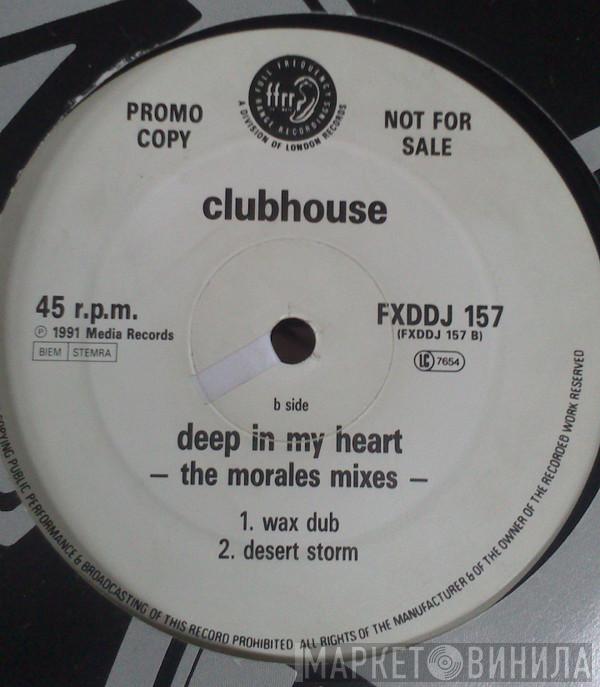 FULL FREQUENCY
RANGE RECORDINGS
ffrr
A DIVISION OF LONDON RECORDS
PROMO
COPY
NOT FOR
SALE
clubhouse
45 r.p.m.
℗ 1991 Media Records
BIEM STEMRA
FXDDJ 157
(FXDDJ 157 B)
LC 7654
b side
deep in my heart
– the morales mixes –
1. wax dub
2. desert storm
COPYING PUBLIC PERFORMANCE & BROADCASTING OF THIS RECORD PROHIBITED ALL RIGHTS OF THE MANUFACTURER & OF THE OWNER OF THE RECORDED WORK RESERVED
МАРКЕТ ВИНИЛА